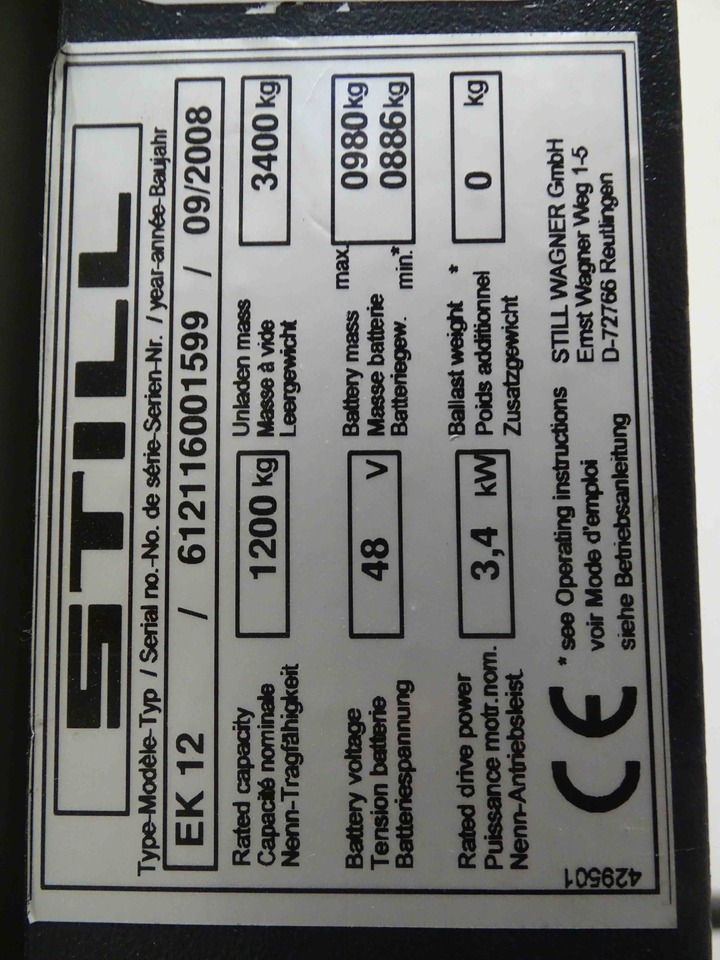 STILL
Type-Modèle-Typ / Serial no.-No. de série-Serien-Nr. / year-année-Baujahr
EK 12 / 612116001599 / 09/2008
Rated capacity
Capacité nominale
Nenn-Tragfähigkeit
1200 kg
Unladen mass
Masse à vide
Leergewicht
3400 kg
Battery voltage
Tension batterie
Batteriespannung
48 V
Battery mass max.
Masse batterie
Batteriegew. min.*
0980 kg
0886 kg
Rated drive power
Puissance motr.nom.
Nenn-Antriebsleist.
3,4 kW
Ballast weight *
Poids additionnel
Zusatzgewicht
0 kg
CE
* see Operating instructions
voir Mode d'emploi
siehe Betriebsanleitung
STILL WAGNER GmbH
Ernst Wagner Weg 1-5
D-72766 Reutlingen
429501